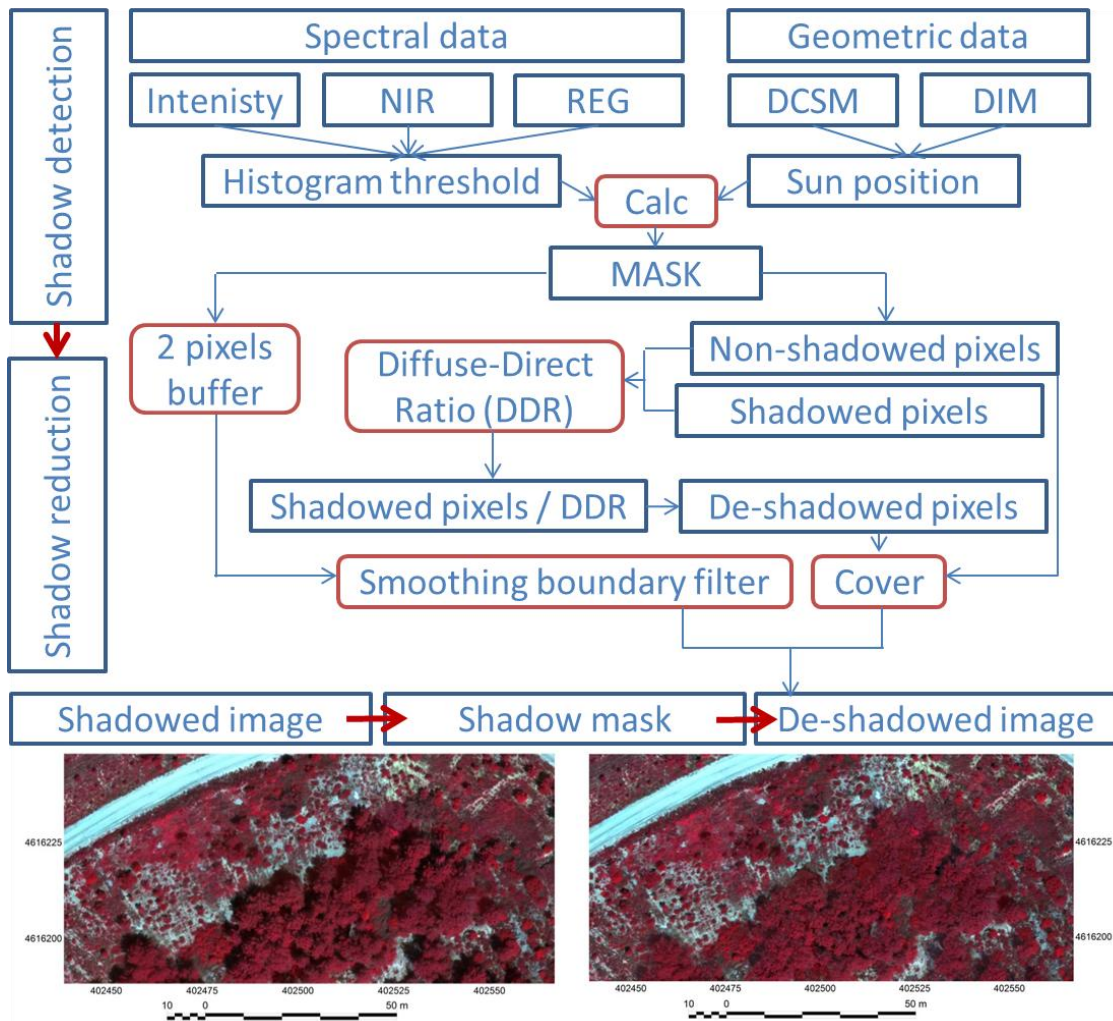 Shadow detection
Shadow reduction
Spectral data
Geometric data
Intenisty
NIR
REG
DCSM
DIM
Histogram threshold
Calc
Sun position
MASK
2 pixels
buffer
Diffuse-Direct
Ratio (DDR)
Non-shadowed pixels
Shadowed pixels
Shadowed pixels / DDR
De-shadowed pixels
Smoothing boundary filter
Cover
Shadowed image
Shadow mask
De-shadowed image
4616225
4616200
402450
402475
402500
402525
402550
10
0
50 m
4616225
4616200
402450
402475
402500
402525
402550
10
0
50 m